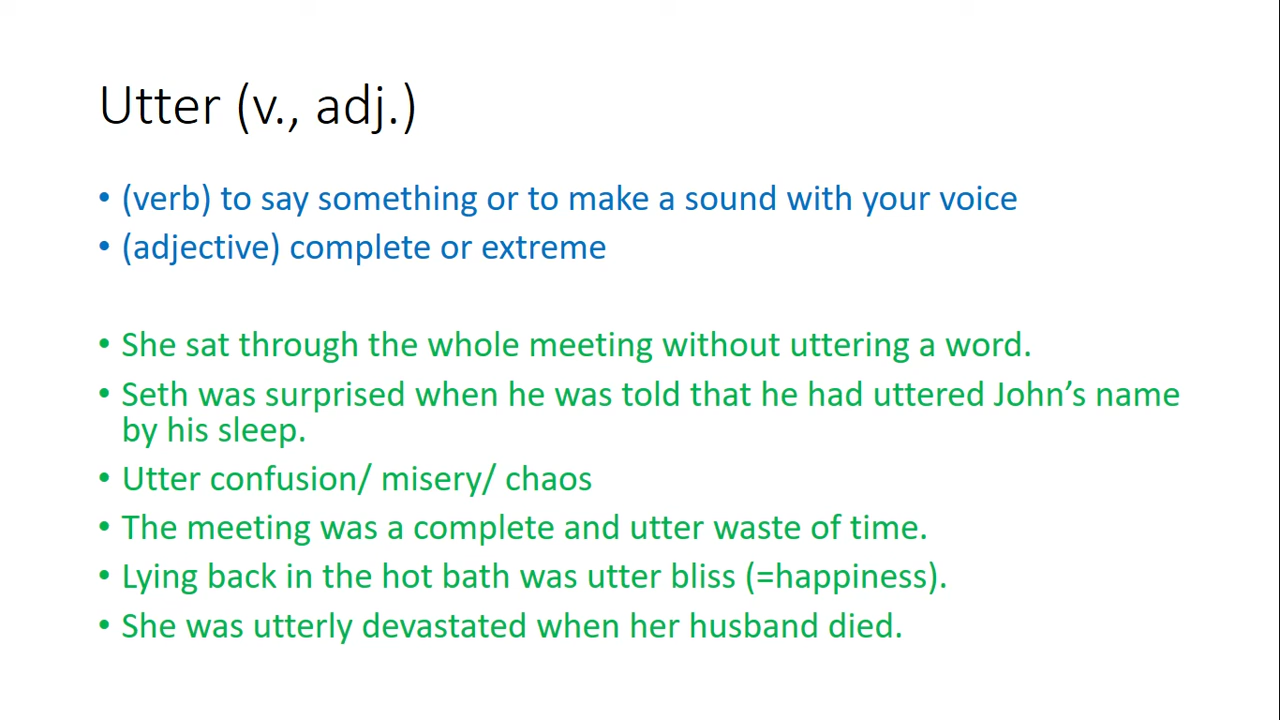 Utter (v., adj.)
• (verb) to say something or to make a sound with your voice
• (adjective) complete or extreme
• She sat through the whole meeting without uttering a word.
• Seth was surprised when he was told that he had uttered John’s name
by his sleep.
• Utter confusion/ misery/ chaos
• The meeting was a complete and utter waste of time.
• Lying back in the hot bath was utter bliss (=happiness).
• She was utterly devastated when her husband died.